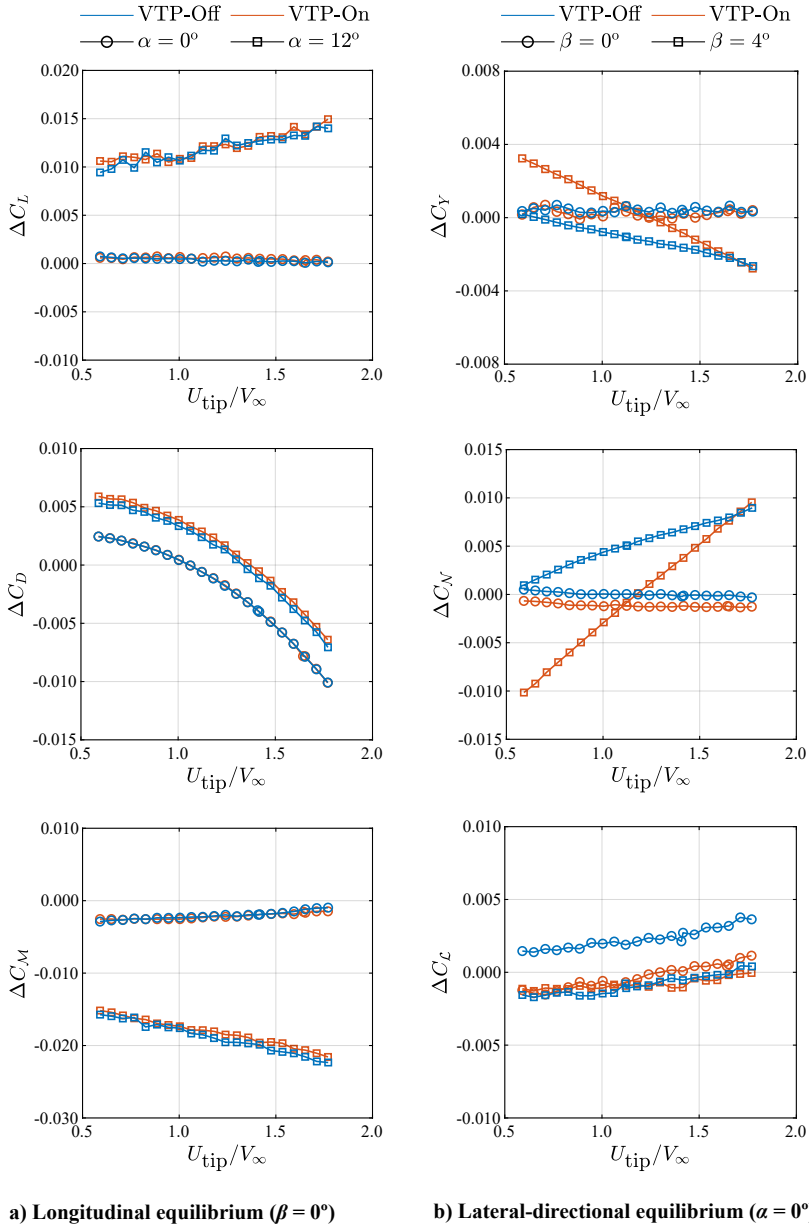 VTP-Off VTP-On
α = 0º α = 12º
0.020
0.015
0.010
0.005
0.000
-0.005
-0.010
ΔC_L
0.5 1.0 1.5 2.0
U_tip/V_∞
0.010
0.005
0.000
-0.005
-0.010
-0.015
ΔC_D
0.5 1.0 1.5 2.0
U_tip/V_∞
0.010
0.000
-0.010
-0.020
-0.030
ΔC_ℳ
0.5 1.0 1.5 2.0
U_tip/V_∞
a) Longitudinal equilibrium (β = 0º)
VTP-Off VTP-On
β = 0º β = 4º
0.008
0.004
0.000
-0.004
-0.008
ΔC_Y
0.5 1.0 1.5 2.0
U_tip/V_∞
0.015
0.010
0.005
0.000
-0.005
-0.010
-0.015
ΔC_𝒩
0.5 1.0 1.5 2.0
U_tip/V_∞
0.010
0.005
0.000
-0.005
-0.010
ΔC_ℒ
0.5 1.0 1.5 2.0
U_tip/V_∞
b) Lateral-directional equilibrium (α = 0º